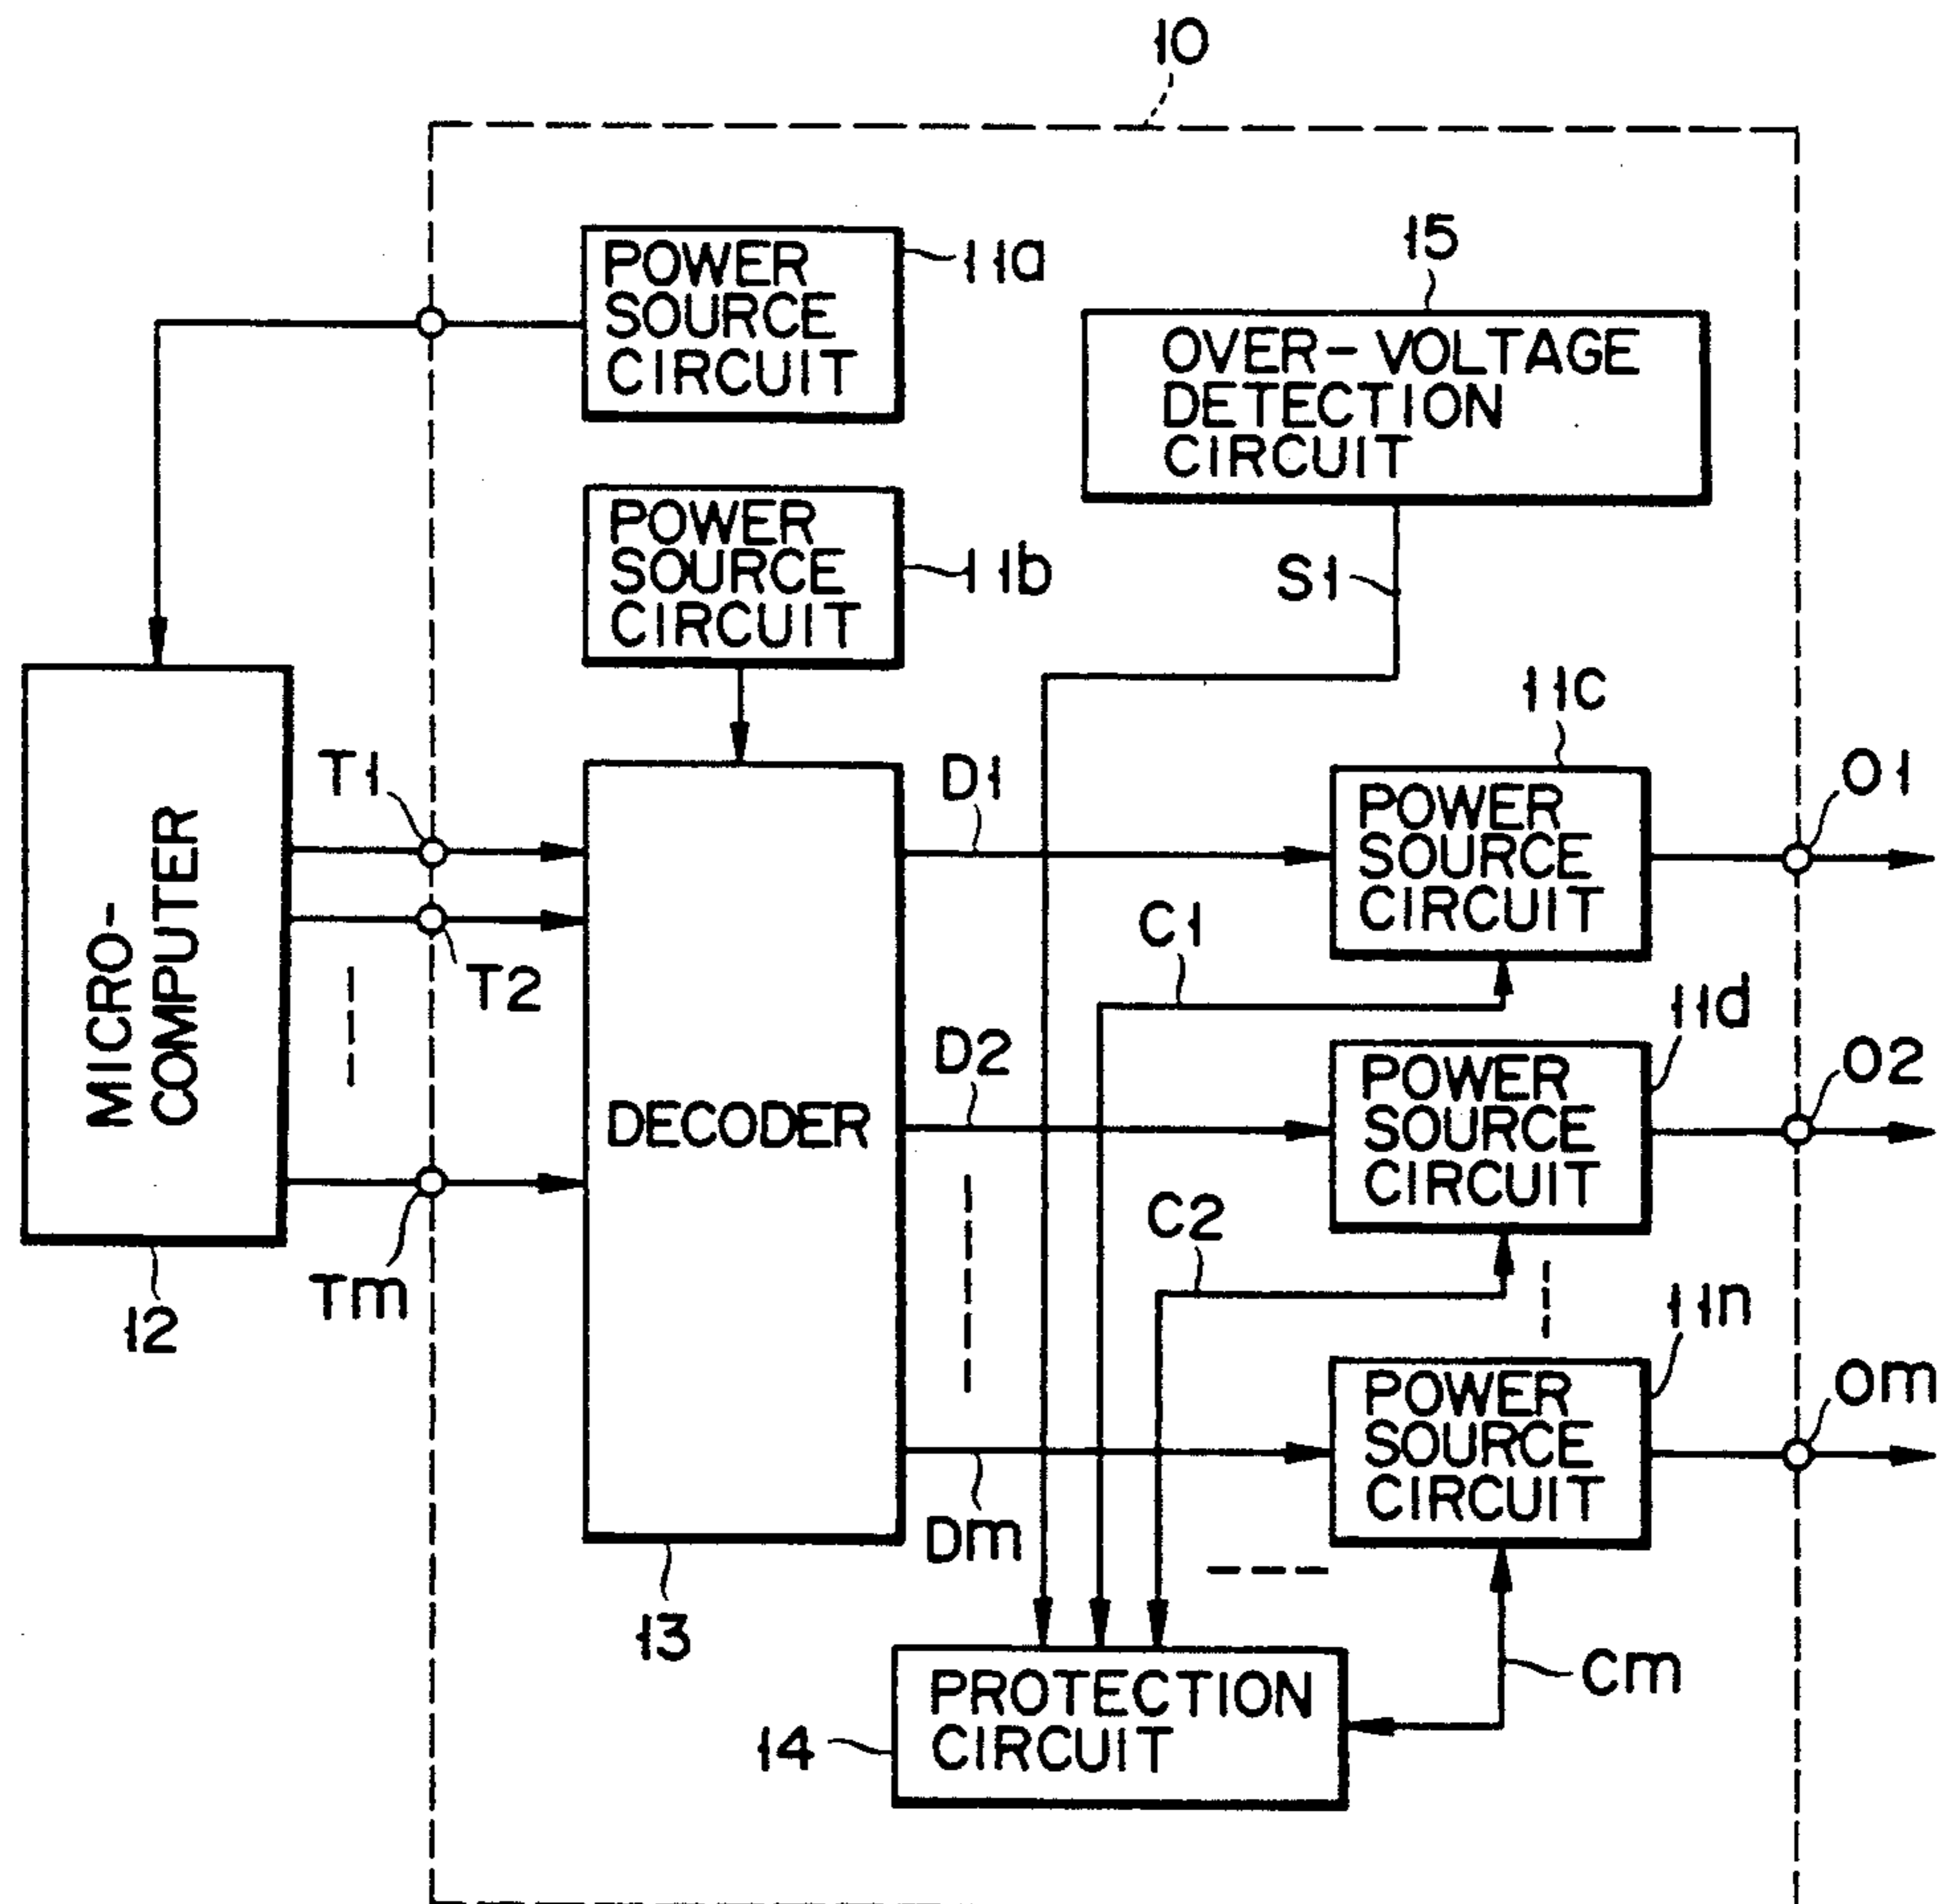 10
POWER
SOURCE
CIRCUIT
11a
15
OVER-VOLTAGE
DETECTION
CIRCUIT
POWER
SOURCE
CIRCUIT
11b
S1
11c
T1
D1
POWER
SOURCE
CIRCUIT
O1
MICRO-
COMPUTER
T2
C1
11d
D2
DECODER
POWER
SOURCE
CIRCUIT
O2
C2
Tm
12
11n
POWER
SOURCE
CIRCUIT
Om
Dm
13
Cm
14
PROTECTION
CIRCUIT